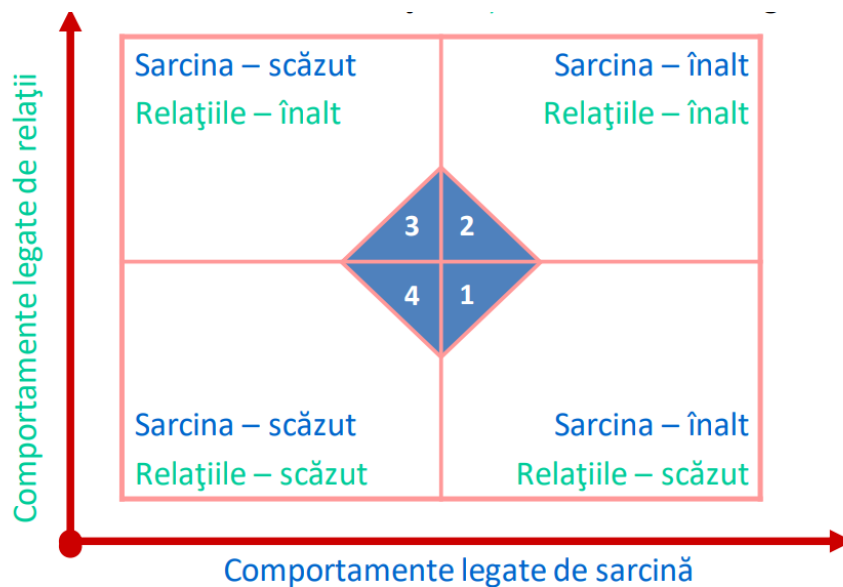 Sarcina – scăzut
Relaţiile – înalt
Sarcina – înalt
Relaţiile – înalt
3 2
4 1
Sarcina – scăzut
Relaţiile – scăzut
Sarcina – înalt
Relaţiile – scăzut
Comportamente legate de relaţii
Comportamente legate de sarcină